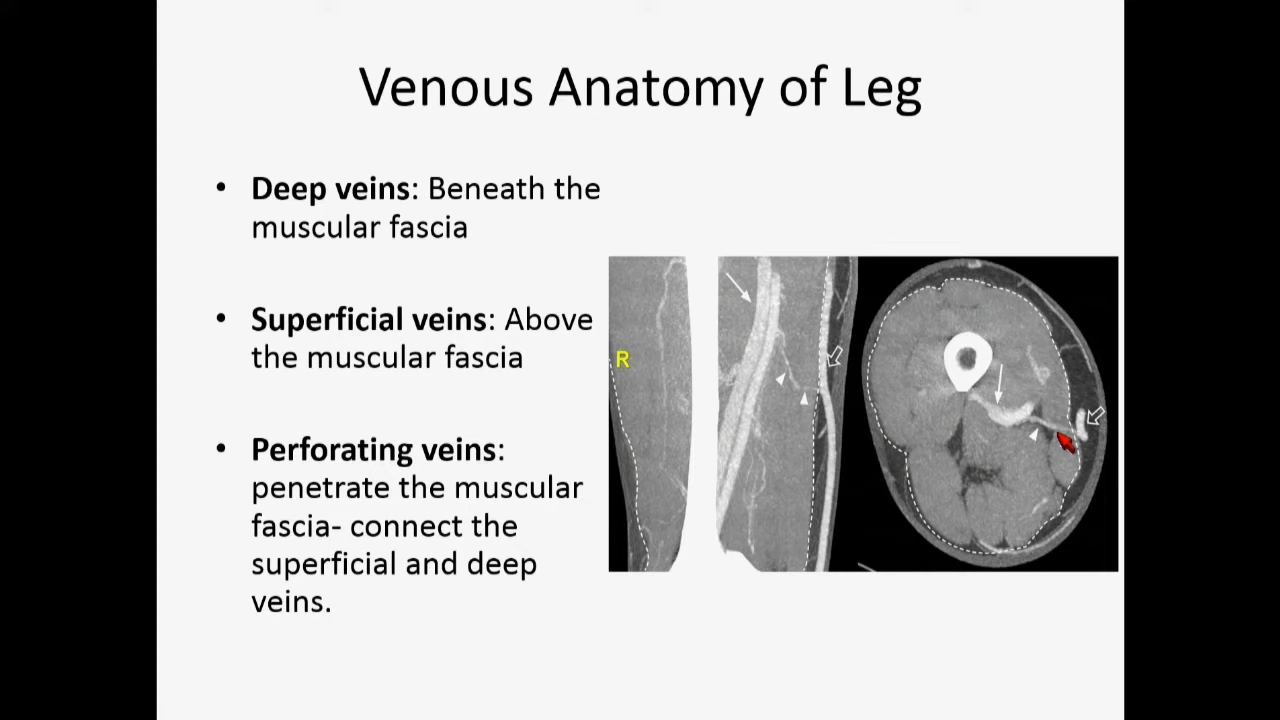 Venous Anatomy of Leg
• Deep veins: Beneath the
muscular fascia
• Superficial veins: Above
the muscular fascia
• Perforating veins:
penetrate the muscular
fascia- connect the
superficial and deep
veins.
R